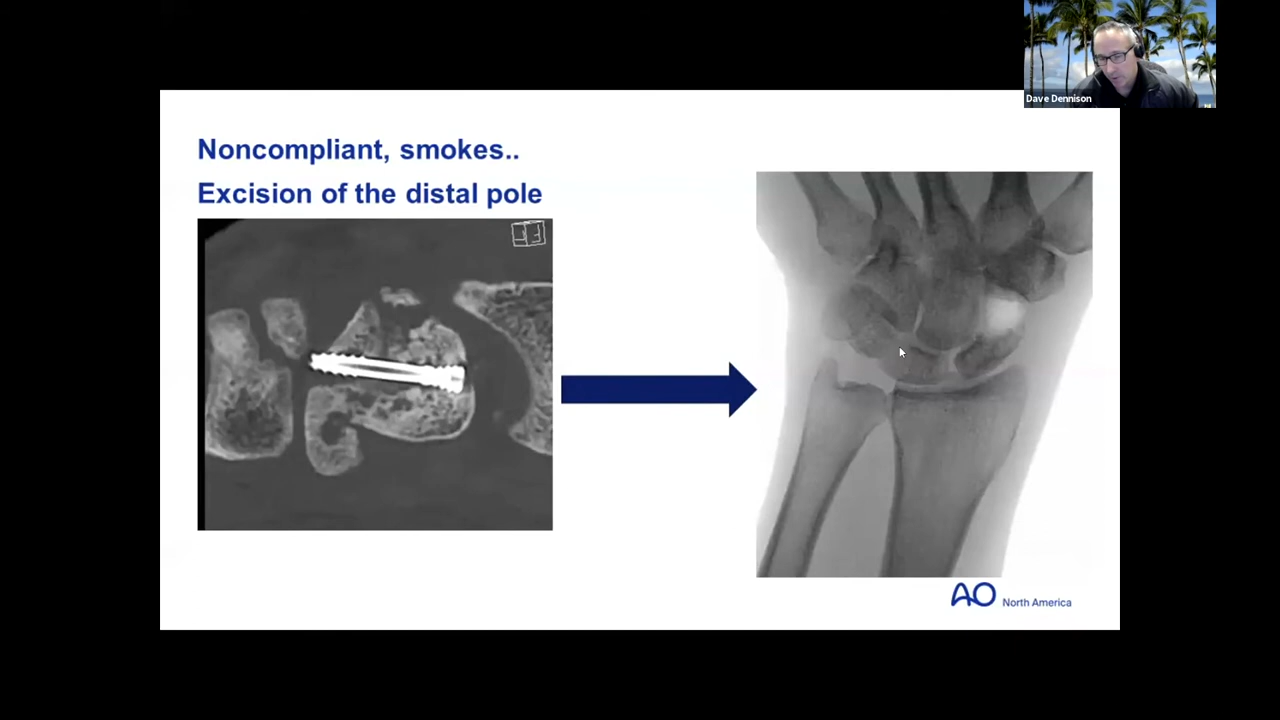 Dave Dennison
Noncompliant, smokes..
Excision of the distal pole
AO North America